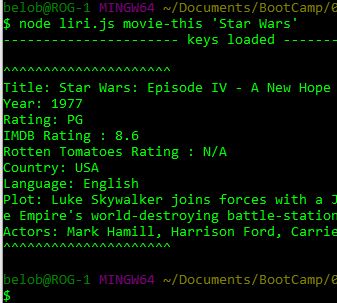 belob@ROG-1 MINGW64 ~/Documents/BootCamp/0
$ node liri.js movie-this 'Star Wars'
---------------------- keys loaded -------
^^^^^^^^^^^^^^^^^^^^^
Title: Star Wars: Episode IV - A New Hope
Year: 1977
Rating: PG
IMDB Rating : 8.6
Rotten Tomatoes Rating : N/A
Country: USA
Language: English
Plot: Luke Skywalker joins forces with a J
e Empire's world-destroying battle-station
Actors: Mark Hamill, Harrison Ford, Carrie
^^^^^^^^^^^^^^^^^^^^^
belob@ROG-1 MINGW64 ~/Documents/BootCamp/0
$